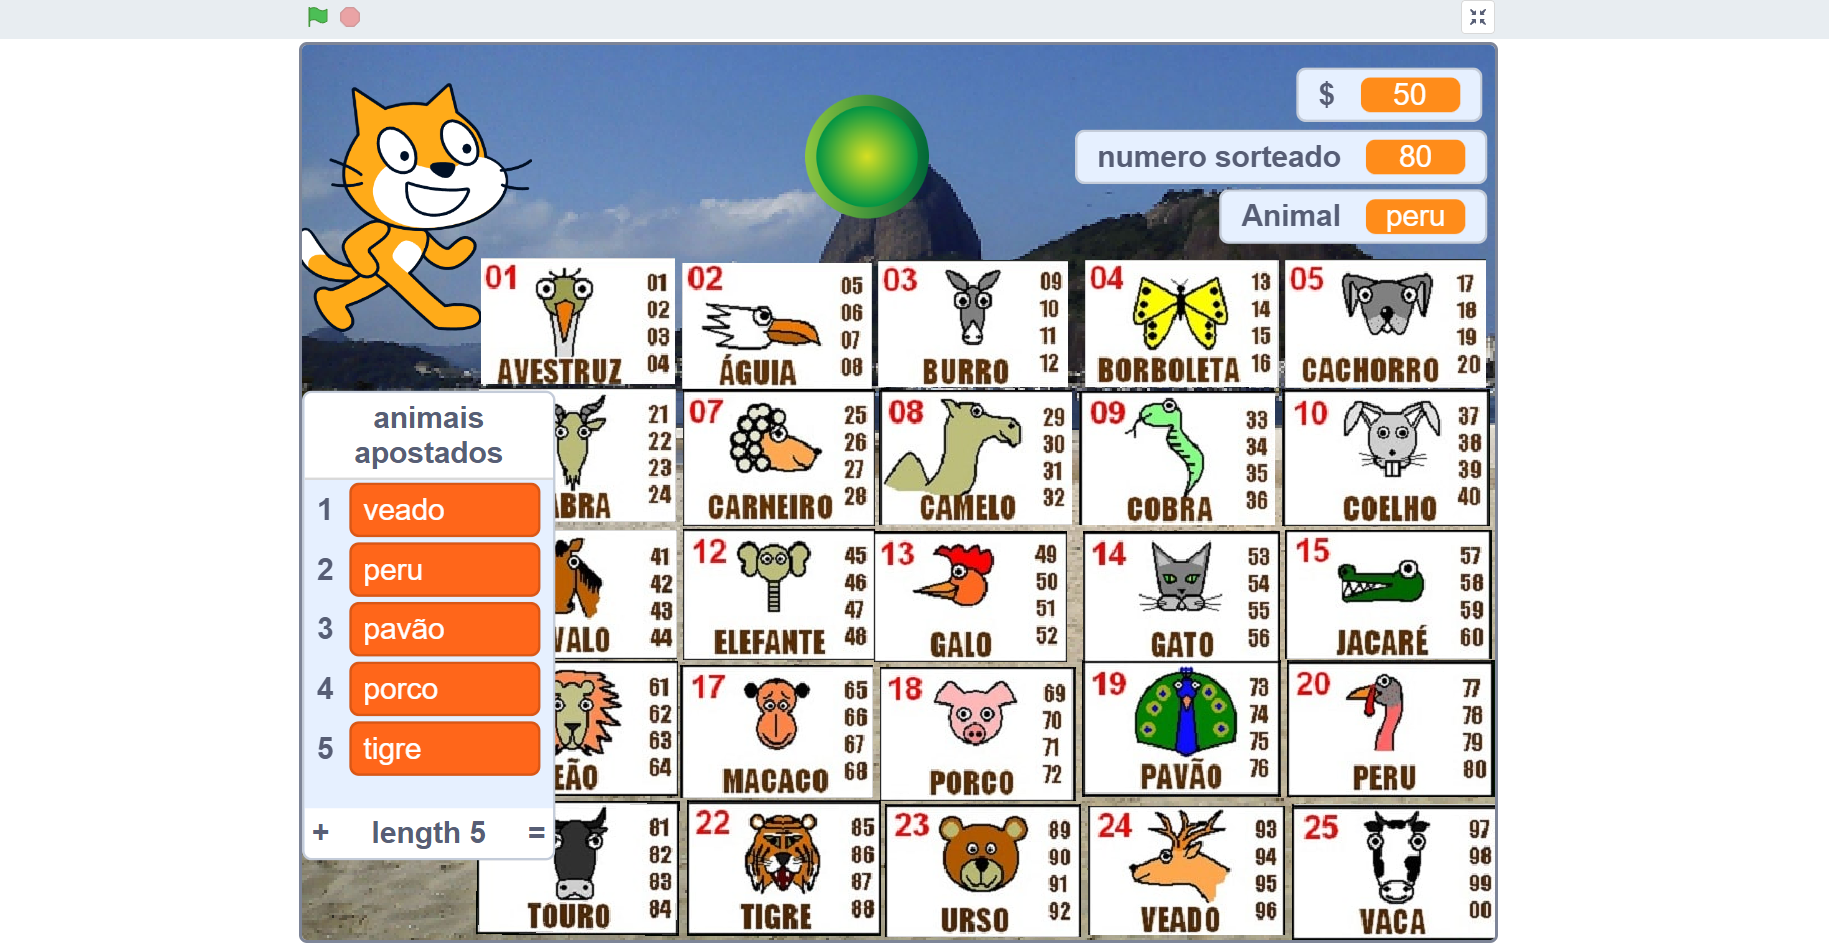 $ 50
numero sorteado 80
Animal peru
01 01 02 03 04 AVESTRUZ
02 05 06 07 08 ÁGUIA
03 09 10 11 12 BURRO
04 13 14 15 16 BORBOLETA
05 17 18 19 20 CACHORRO
animais
apostados
1 veado
2 peru
3 pavão
4 porco
5 tigre
+ length 5 =
21 22 23 24 ABRA
07 25 26 27 28 CARNEIRO
08 29 30 31 32 CAMELO
09 33 34 35 36 COBRA
10 37 38 39 40 COELHO
41 42 43 44 VALO
12 45 46 47 48 ELEFANTE
13 49 50 51 52 GALO
14 53 54 55 56 GATO
15 57 58 59 60 JACARÉ
61 62 63 64 EÃO
17 65 66 67 68 MACACO
18 69 70 71 72 PORCO
19 73 74 75 76 PAVÃO
20 77 78 79 80 PERU
81 82 83 84 TOURO
22 85 86 87 88 TIGRE
23 89 90 91 92 URSO
24 93 94 95 96 VEADO
25 97 98 99 00 VACA